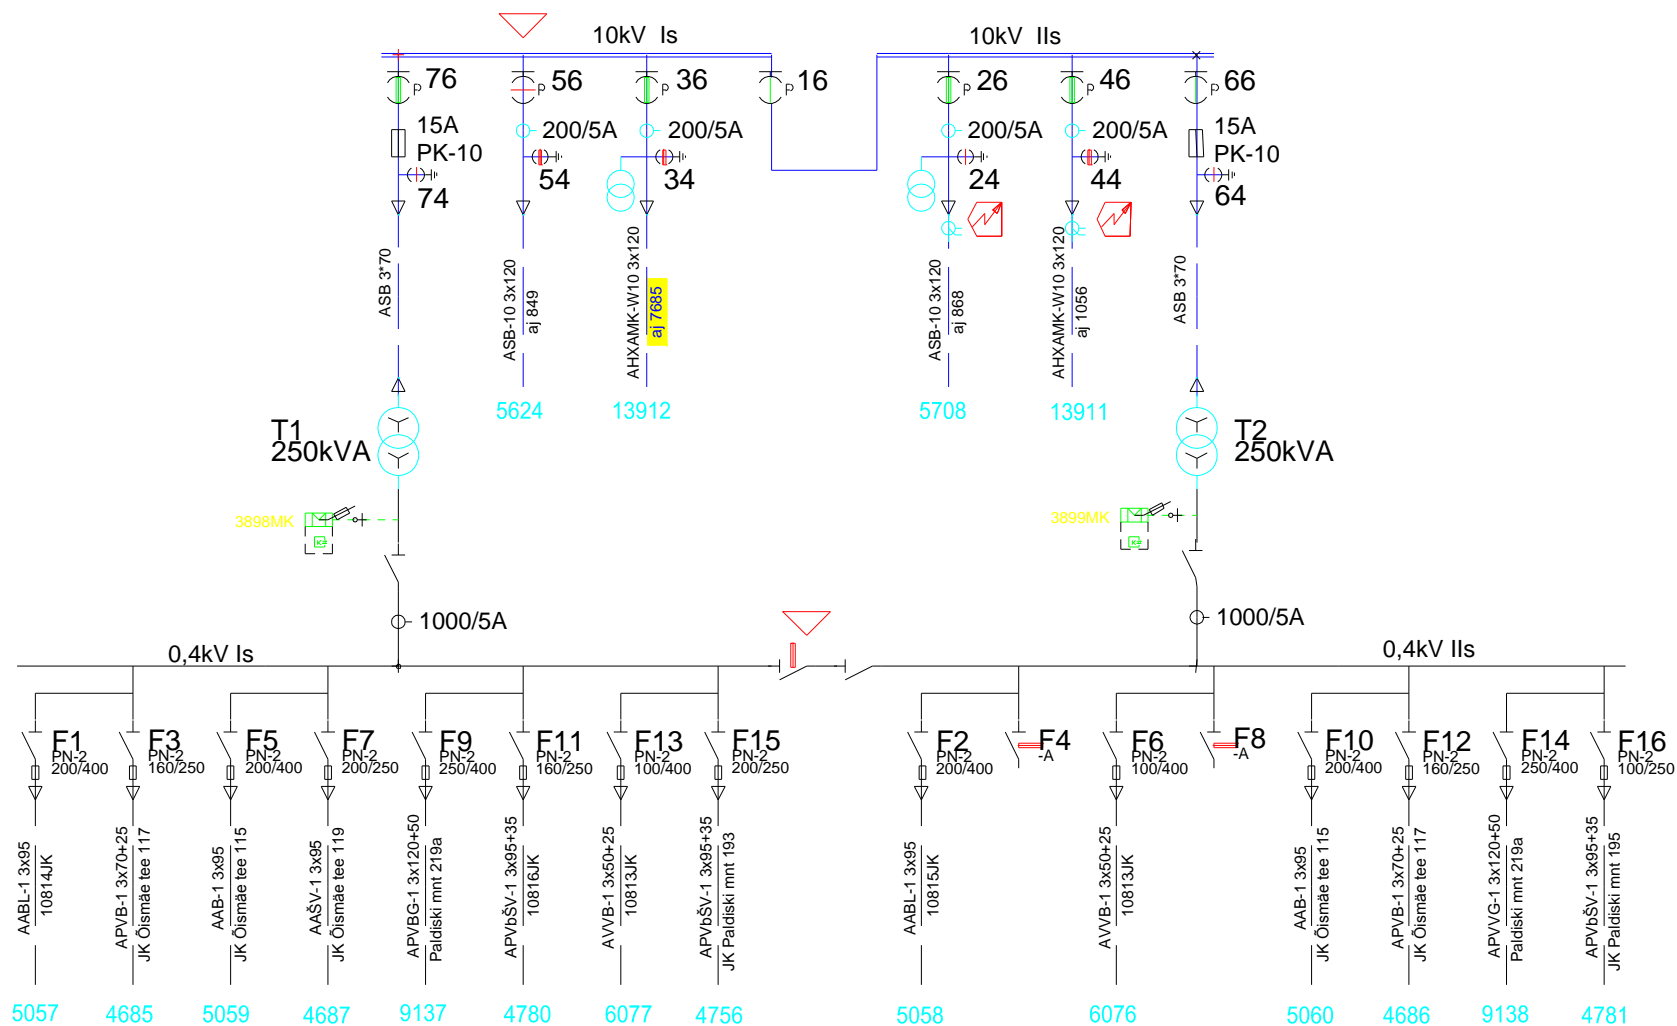 10kV Is
10kV IIs
76
p
56
p
36
p
16
p
26
p
46
p
66
p
15A
PK-10
74
200/5A
54
200/5A
34
200/5A
24
200/5A
44
15A
PK-10
64
ASB 3*70
ASB-10 3x120
aj 849
AHXAMK-W10 3x120
aj 7685
ASB-10 3x120
aj 868
AHXAMK-W10 3x120
aj 1056
ASB 3*70
5624
13912
5708
13911
T1
250kVA
T2
250kVA
3898MK
3899MK
1000/5A
1000/5A
0,4kV Is
0,4kV IIs
F1
PN-2
200/400
F3
PN-2
160/250
F5
PN-2
200/400
F7
PN-2
200/250
F9
PN-2
250/400
F11
PN-2
160/250
F13
PN-2
100/400
F15
PN-2
200/250
F2
PN-2
200/400
F4
-A
F6
PN-2
100/400
F8
-A
F10
PN-2
200/400
F12
PN-2
160/250
F14
PN-2
250/400
F16
PN-2
100/250
AABL-1 3x95
10814JK
APVB-1 3x70+25
JK Õismäe tee 117
AAB-1 3x95
JK Õismäe tee 115
AAŠV-1 3x95
JK Õismäe tee 119
APVBG-1 3x120+50
Paldiski mnt 219a
APVbŠV-1 3x95+35
10816JK
AVVB-1 3x50+25
10813JK
APVbŠV-1 3x95+35
JK Paldiski mnt 193
AABL-1 3x95
10815JK
AVVB-1 3x50+25
10813JK
AAB-1 3x95
JK Õismäe tee 115
APVB-1 3x70+25
JK Õismäe tee 117
APVVG-1 3x120+50
Paldiski mnt 219a
APVbŠV-1 3x95+35
JK Paldiski mnt 195
5057
4685
5059
4687
9137
4780
6077
4756
5058
6076
5060
4686
9138
4781